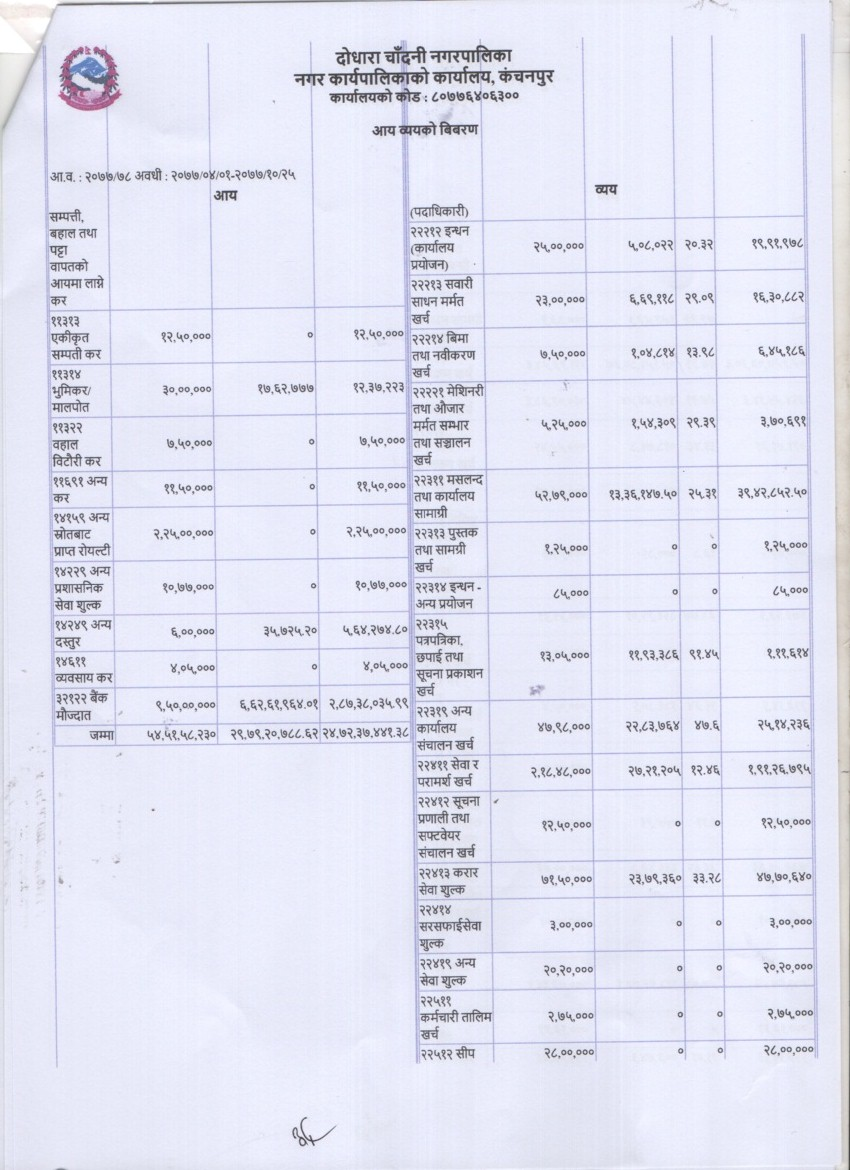 दोधारा चाँदनी नगरपालिका
नगर कार्यपालिकाको कार्यालय, कंचनपुर
कार्यालयको कोड : ८०७७६४०६३००
आय व्ययको बिबरण
आ.व. : २०७७/७८ अवधी : २०७७/०४/०१-२०७७/१०/२५
आय
सम्पत्ती,
बहाल तथा
पट्टा
वापतको
आयमा लाग्ने
कर
११३१३
एकीकृत
सम्पती कर
१२,५०,०००
०
१२,५०,०००
११३१४
भुमिकर/
मालपोत
३०,००,०००
१७,६२,७७७
१२,३७,२२३
११३२२
वहाल
विटौरी कर
७,५०,०००
०
७,५०,०००
११६९१ अन्य
कर
११,५०,०००
०
११,५०,०००
१४१५९ अन्य
स्रोतबाट
प्राप्त रोयल्टी
२,२५,००,०००
०
२,२५,००,०००
१४२२९ अन्य
प्रशासनिक
सेवा शुल्क
१०,७७,०००
०
१०,७७,०००
१४२४९ अन्य
दस्तुर
६,००,०००
३५,७२५.२०
५,६४,२७४.८०
१४६११
व्यवसाय कर
४,०५,०००
०
४,०५,०००
३२१२२ बैंक
मौज्दात
९,५०,००,०००
६,६२,६१,९६४.०१
२,८७,३८,०३५.९९
जम्मा
५४,५१,५८,२३०
२९,७९,२०,७८८.६२
२४,७२,३७,४४१.३८
व्यय
(पदाधिकारी)
२२२१२ इन्धन
(कार्यालय
प्रयोजन)
२५,००,०००
५,०८,०२२
२०.३२
१९,९१,९७८
२२२१३ सवारी
साधन मर्मत
खर्च
२३,००,०००
६,६९,११८
२९.०९
१६,३०,८८२
२२२१४ बिमा
तथा नवीकरण
खर्च
७,५०,०००
१,०४,८१४
१३.९८
६,४५,१८६
२२२२१ मेशिनरी
तथा औजार
मर्मत सम्भार
तथा सञ्चालन
खर्च
५,२५,०००
१,५४,३०९
२९.३९
३,७०,६९१
२२३११ मसलन्द
तथा कार्यालय
सामाग्री
५२,७९,०००
१३,३६,१४७.५०
२५.३१
३९,४२,८५२.५०
२२३१३ पुस्तक
तथा सामग्री
खर्च
१,२५,०००
०
०
१,२५,०००
२२३१४ इन्धन -
अन्य प्रयोजन
८५,०००
०
०
८५,०००
२२३१५
पत्रपत्रिका,
छपाई तथा
सूचना प्रकाशन
खर्च
१३,०५,०००
११,९३,३८६
९१.४५
१,११,६१४
२२३१९ अन्य
कार्यालय
संचालन खर्च
४७,९८,०००
२२,८३,७६४
४७.६
२५,१४,२३६
२२४११ सेवा र
परामर्श खर्च
२,१८,४८,०००
२७,२१,२०५
१२.४६
१,९१,२६,७९५
२२४१२ सूचना
प्रणाली तथा
सफ्टवेयर
संचालन खर्च
१२,५०,०००
०
०
१२,५०,०००
२२४१३ करार
सेवा शुल्क
७१,५०,०००
२३,७९,३६०
३३.२८
४७,७०,६४०
२२४१४
सरसफाईसेवा
शुल्क
३,००,०००
०
०
३,००,०००
२२४१९ अन्य
सेवा शुल्क
२०,२०,०००
०
०
२०,२०,०००
२२५११
कर्मचारी तालिम
खर्च
२,७५,०००
०
०
२,७५,०००
२२५१२ सीप
२८,००,०००
०
०
२८,००,०००